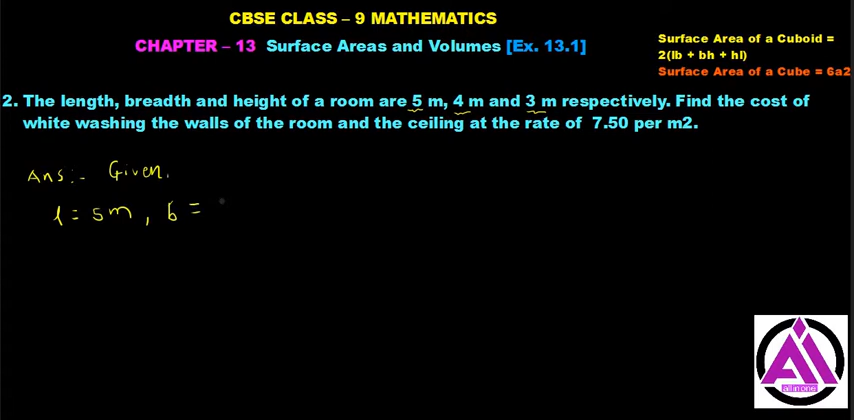 CBSE CLASS – 9 MATHEMATICS
CHAPTER – 13 Surface Areas and Volumes [Ex. 13.1]
Surface Area of a Cuboid =
2(lb + bh + hl)
Surface Area of a Cube = 6a2
2. The length, breadth and height of a room are 5 m, 4 m and 3 m respectively. Find the cost of
white washing the walls of the room and the ceiling at the rate of 7.50 per m2.
Ans:- Given,
l = 5m, b =
all in one